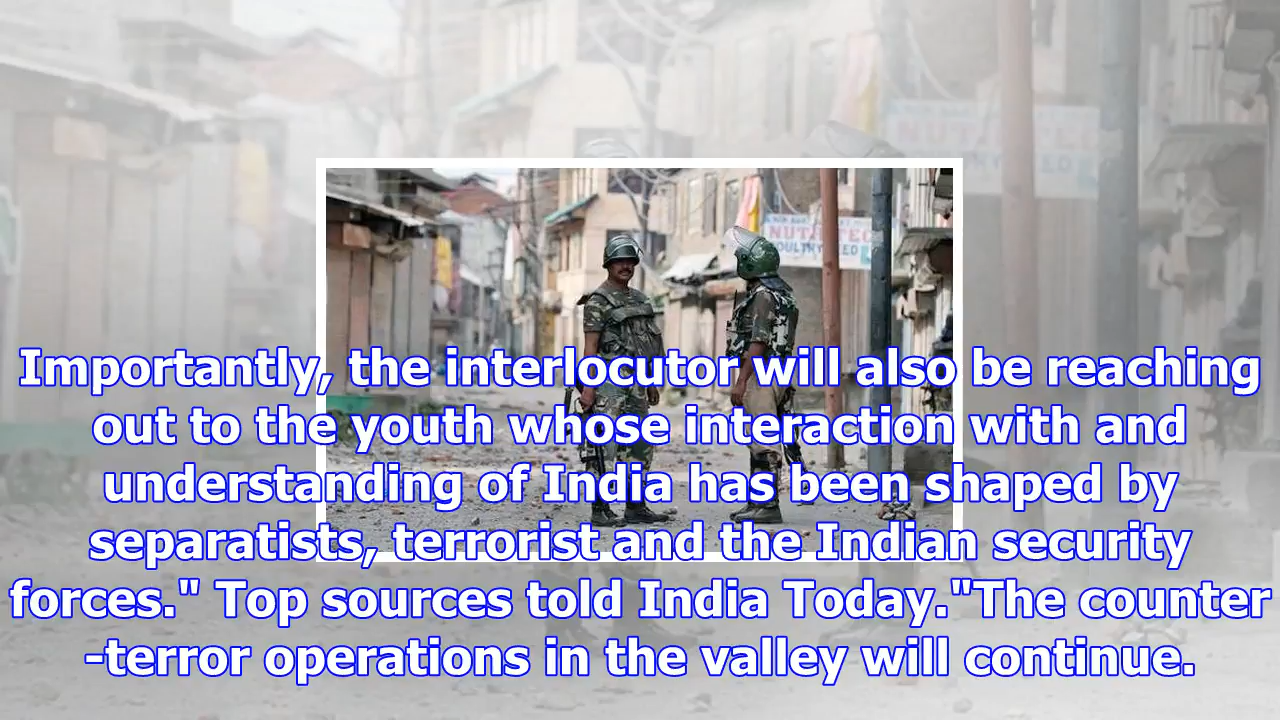 NUT
OULTRY
Importantly, the interlocutor will also be reaching
out to the youth whose interaction with and
understanding of India has been shaped by
separatists, terrorist and the Indian security
forces." Top sources told India Today."The counter
-terror operations in the valley will continue.